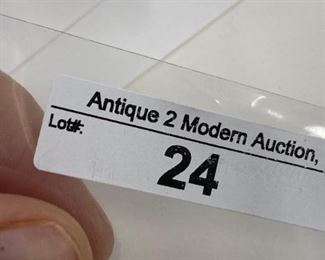 Antique 2 Modern Auction,
Lot#:
24